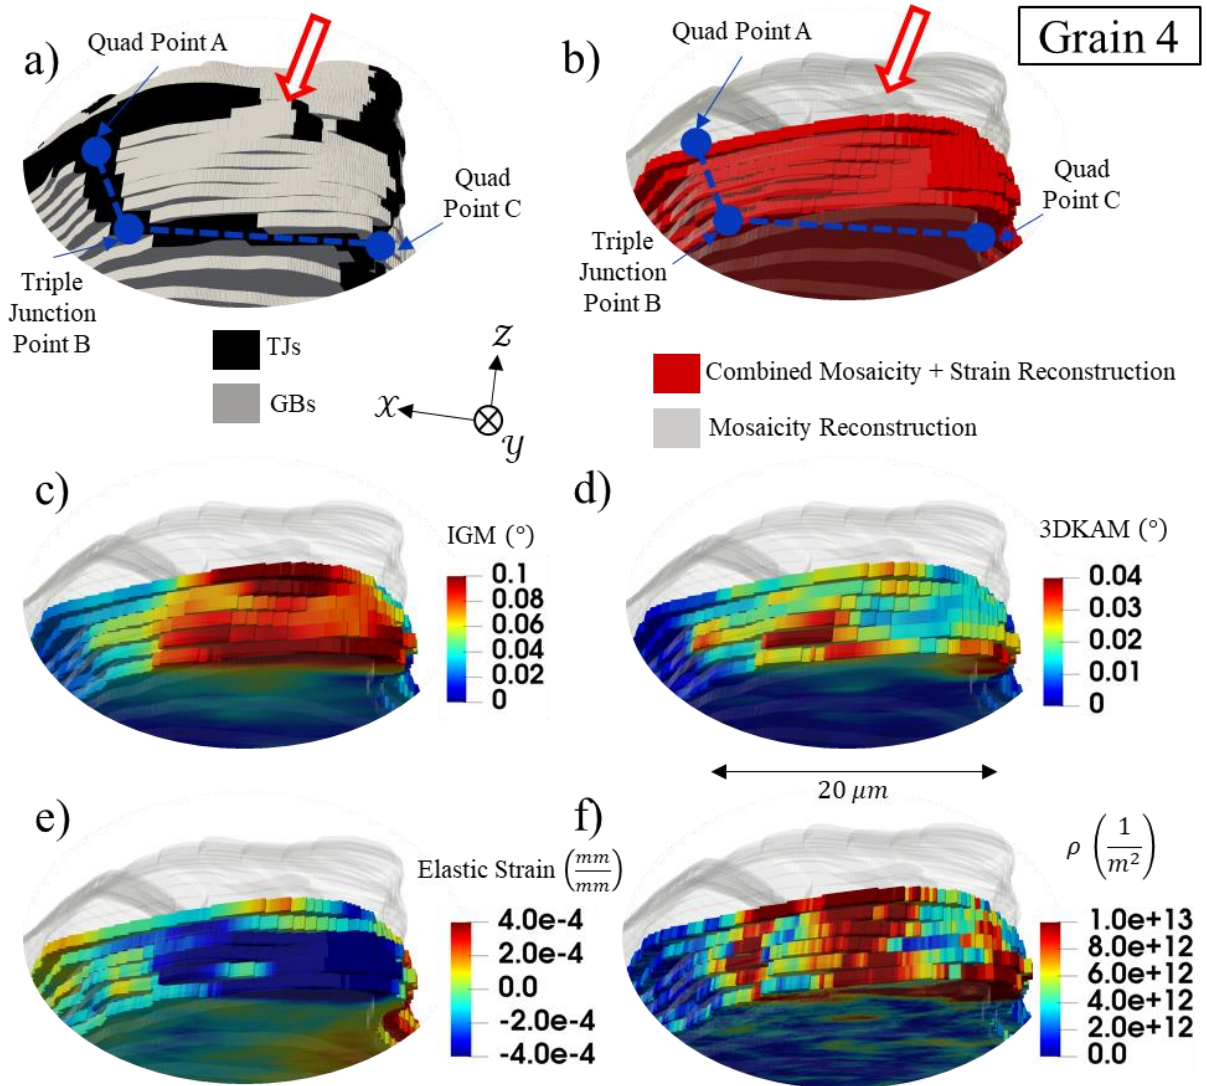 a)
Quad Point A
Quad
Point C
Triple
Junction
Point B
TJs
GBs
z
x
y
b)
Quad Point A
Grain 4
Quad
Point C
Triple
Junction
Point B
Combined Mosaicity + Strain Reconstruction
Mosaicity Reconstruction
c)
IGM (°)
0.1
0.08
0.06
0.04
0.02
0
d)
3DKAM (°)
0.04
0.03
0.02
0.01
0
20 μm
e)
Elastic Strain (mm/mm)
4.0e-4
2.0e-4
0.0
-2.0e-4
-4.0e-4
f)
ρ (1/m²)
1.0e+13
8.0e+12
6.0e+12
4.0e+12
2.0e+12
0.0